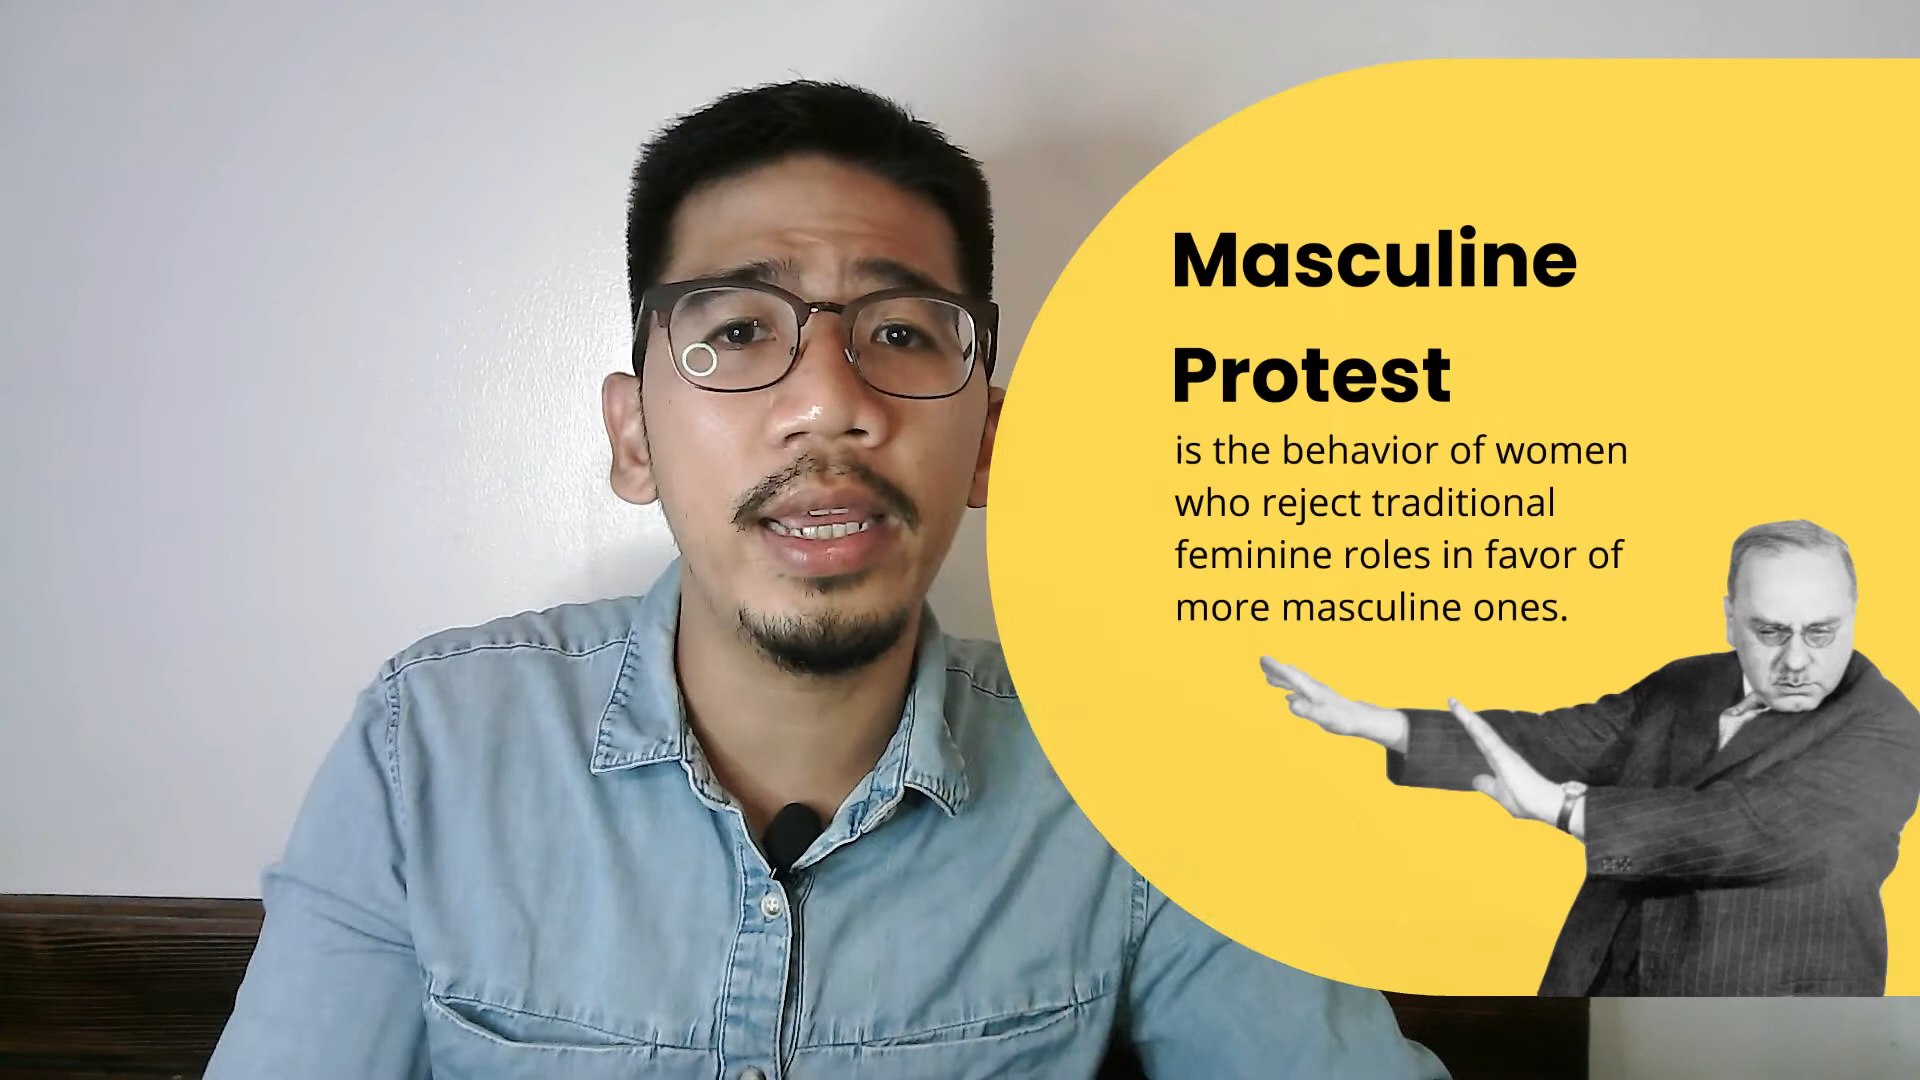 Masculine
Protest
is the behavior of women
who reject traditional
feminine roles in favor of
more masculine ones.